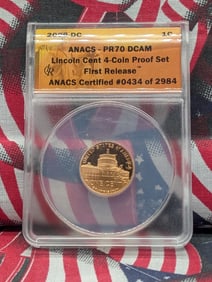 2009 DC 1C
ANACS - PR70 DCAM
Lincoln Cent 4-Coin Proof Set
First Release
ANACS Certified #0434 of 2984